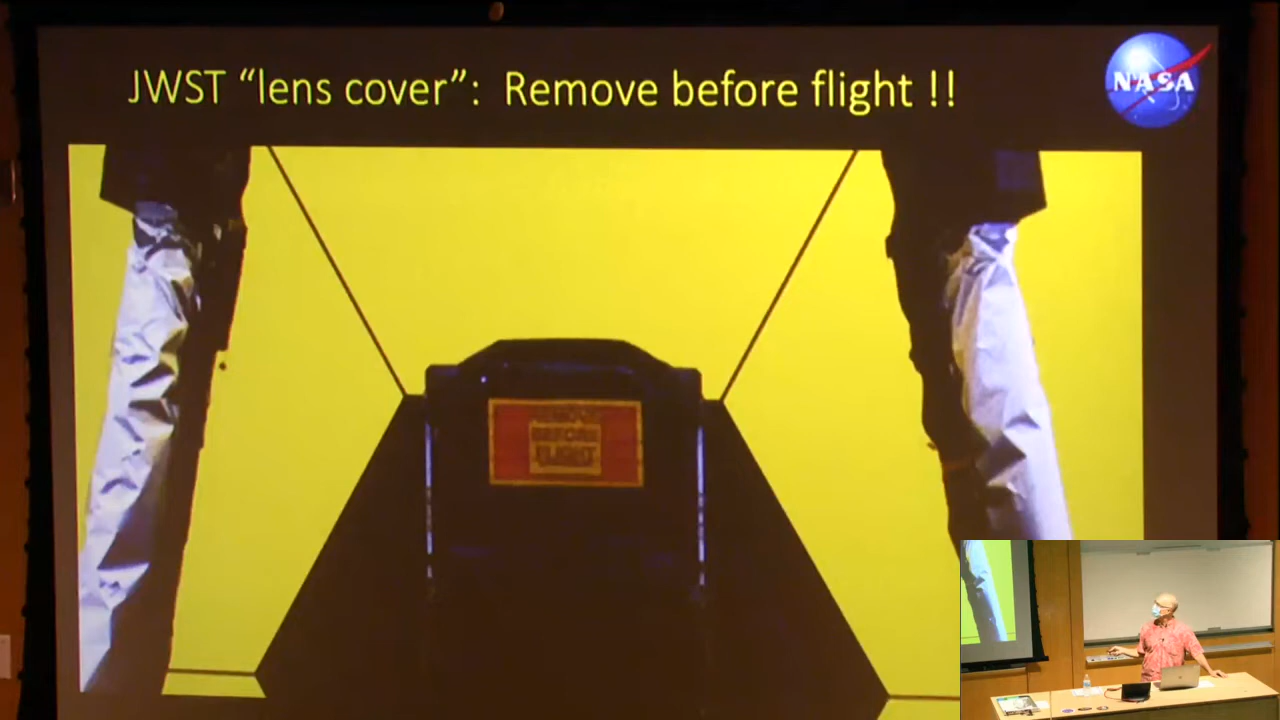 JWST “lens cover”:  Remove before flight !!
NASA
REMOVE
BEFORE
FLIGHT